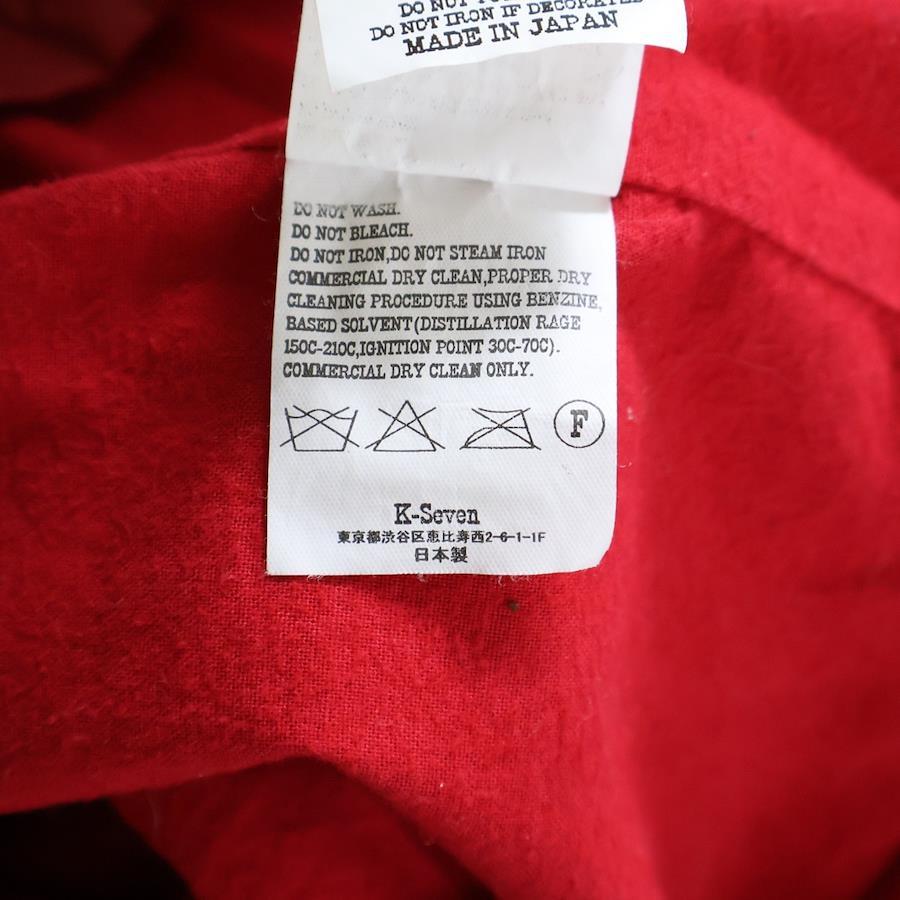 DO NOT
DO NOT IRON IF DECORATED
MADE IN JAPAN
DO NOT WASH.
DO NOT BLEACH.
DO NOT IRON,DO NOT STEAM IRON
COMMERCIAL DRY CLEAN,PROPER DRY
CLEANING PROCEDURE USING BENZINE,
BASED SOLVENT(DISTILLATION RAGE
150C-210C,IGNITION POINT 30C-70C).
COMMERCIAL DRY CLEAN ONLY.
F
K-Seven
東京都渋谷区恵比寿西2-6-1-1F
日本製